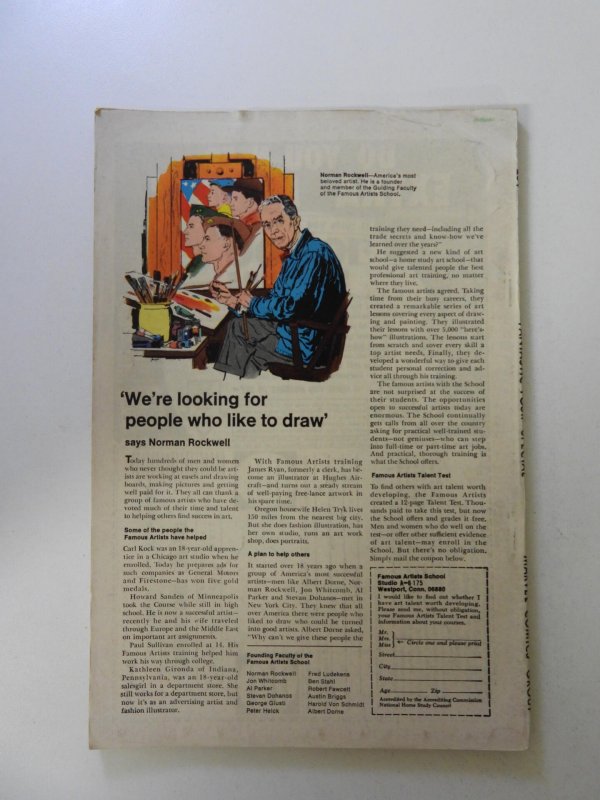 Norman Rockwell—America's most
beloved artist. He is a founder
and member of the Guiding Faculty
of the Famous Artists School.
'We're looking for
people who like to draw'
says Norman Rockwell
Today hundreds of men and women
who never thought they could be art-
ists are working at easels and drawing
boards, making pictures and getting
well paid for it. They all can thank a
group of famous artists who have de-
voted much of their time and talent
to helping others find success in art.
Some of the people the
Famous Artists have helped
Carl Kock was an 18-year-old appren-
tice in a Chicago art studio when he
enrolled. Today he prepares ads for
such companies as General Motors
and Firestone—has won five gold
medals.
Howard Sanden of Minneapolis
took the Course while still in high
school. He is now a successful artist—
recently he and his wife traveled
through Europe and the Middle East
on important art assignments.
Paul Sullivan enrolled at 14. His
Famous Artists training helped him
work his way through college.
Kathleen Gironda of Indiana,
Pennsylvania, was an 18-year-old
salesgirl in a department store. She
still works for a department store, but
now it's as an advertising artist and
fashion illustrator.
With Famous Artists training
James Ryan, formerly a clerk, has be-
come an illustrator at Hughes Air-
craft—and turns out a steady stream
of well-paying free-lance artwork in
his spare time.
Oregon housewife Helen Tryk lives
150 miles from the nearest big city.
But she does fashion illustration, has
her own studio, runs an art work
shop, does portraits.
A plan to help others
It started over 18 years ago when a
group of America's most successful
artists—men like Albert Dorne, Nor-
man Rockwell, Jon Whitcomb, Al
Parker and Stevan Dohanos—met in
New York City. They knew that all
over America there were people who
liked to draw who could be turned
into good artists. Albert Dorne asked,
"Why can't we give these people the
Founding Faculty of the
Famous Artists School
Norman Rockwell
Jon Whitcomb
Al Parker
Stevan Dohanos
George Giusti
Peter Helck
Fred Ludekens
Ben Stahl
Robert Fawcett
Austin Briggs
Harold Von Schmidt
Albert Dorne
training they need—including all the
trade secrets and know-how we've
learned over the years?"
He suggested a new kind of art
school—a home study art school—that
would give talented people the best
professional art training, no matter
where they live.
The famous artists agreed. Taking
time from their busy careers, they
created a remarkable series of art
lessons covering every aspect of draw-
ing and painting. They illustrated
their lessons with over 5,000 "here's-
how" illustrations. The lessons start
from scratch and cover every skill a
top artist needs. Finally, they de-
veloped a wonderful way to give each
student personal correction and ad-
vice all through his training.
The famous artists with the School
are not surprised at the success of
their students. The opportunities
open to successful artists today are
enormous. The School continually
gets calls from all over the country
asking for practical well-trained stu-
dents—not geniuses—who can step
into full-time or part-time art jobs.
And practical, thorough training is
what the School offers.
Famous Artists Talent Test
To find others with art talent worth
developing, the Famous Artists
created a 12-page Talent Test. Thou-
sands paid to take this test, but now
the School offers and grades it free.
Men and women who do well on the
test—or offer other sufficient evidence
of art talent—may enroll in the
School. But there's no obligation.
Simply mail the coupon below.
Famous Artists School
Studio
Westport, Conn. 06880
I would like to find out whether I
have art talent worth developing.
Please send me, without obligation,
your Famous Artists Talent Test and
information about your courses.
Mr.
Mrs.
Miss
Circle one and please print
Street
City
State
Age Zip
Accredited by the Accrediting Commission
National Home Study Council